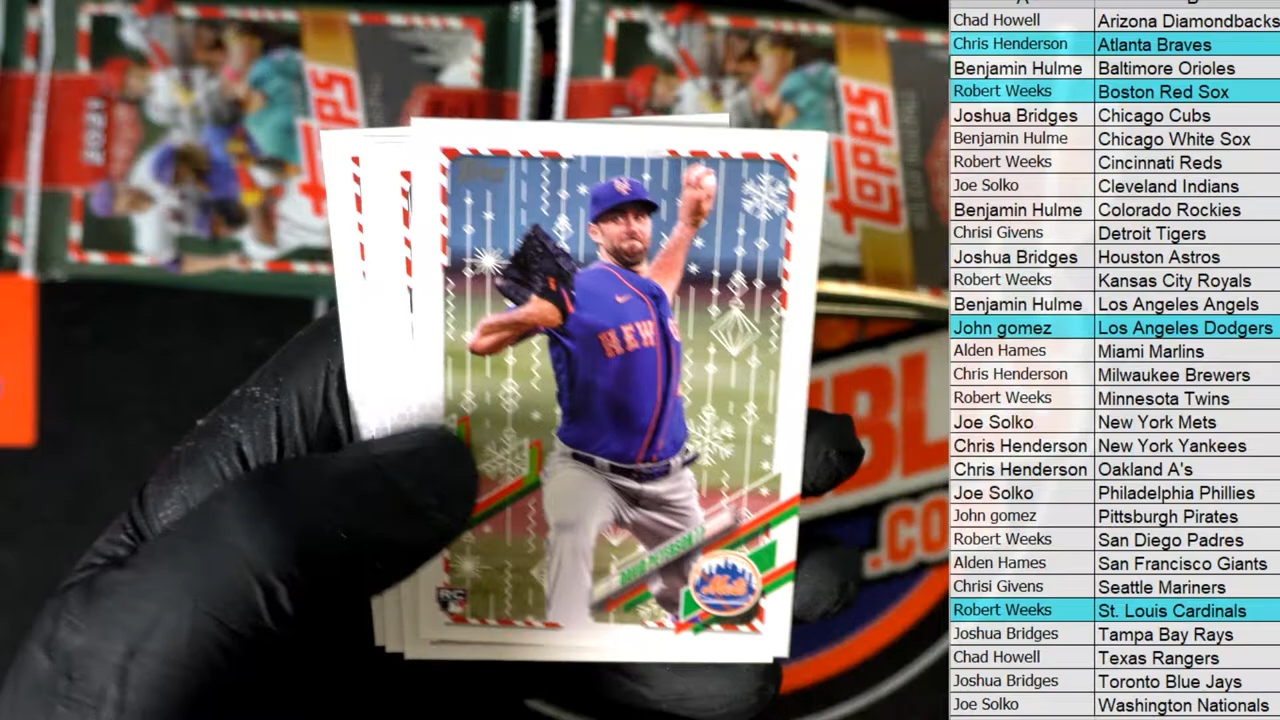 Chad Howell Arizona Diamondbacks
Chris Henderson Atlanta Braves
Benjamin Hulme Baltimore Orioles
Robert Weeks Boston Red Sox
Joshua Bridges Chicago Cubs
Benjamin Hulme Chicago White Sox
Robert Weeks Cincinnati Reds
Joe Solko Cleveland Indians
Benjamin Hulme Colorado Rockies
Chrisi Givens Detroit Tigers
Joshua Bridges Houston Astros
Robert Weeks Kansas City Royals
Benjamin Hulme Los Angeles Angels
John gomez Los Angeles Dodgers
Alden Hames Miami Marlins
Chris Henderson Milwaukee Brewers
Robert Weeks Minnesota Twins
Joe Solko New York Mets
Chris Henderson New York Yankees
Chris Henderson Oakland A's
Joe Solko Philadelphia Phillies
John gomez Pittsburgh Pirates
Robert Weeks San Diego Padres
Alden Hames San Francisco Giants
Chrisi Givens Seattle Mariners
Robert Weeks St. Louis Cardinals
Joshua Bridges Tampa Bay Rays
Chad Howell Texas Rangers
Joshua Bridges Toronto Blue Jays
Joe Solko Washington Nationals
TOPPS
TOPPS
Topps
NEW
DAVID PETERSON
Mets
RC
BL
.CO